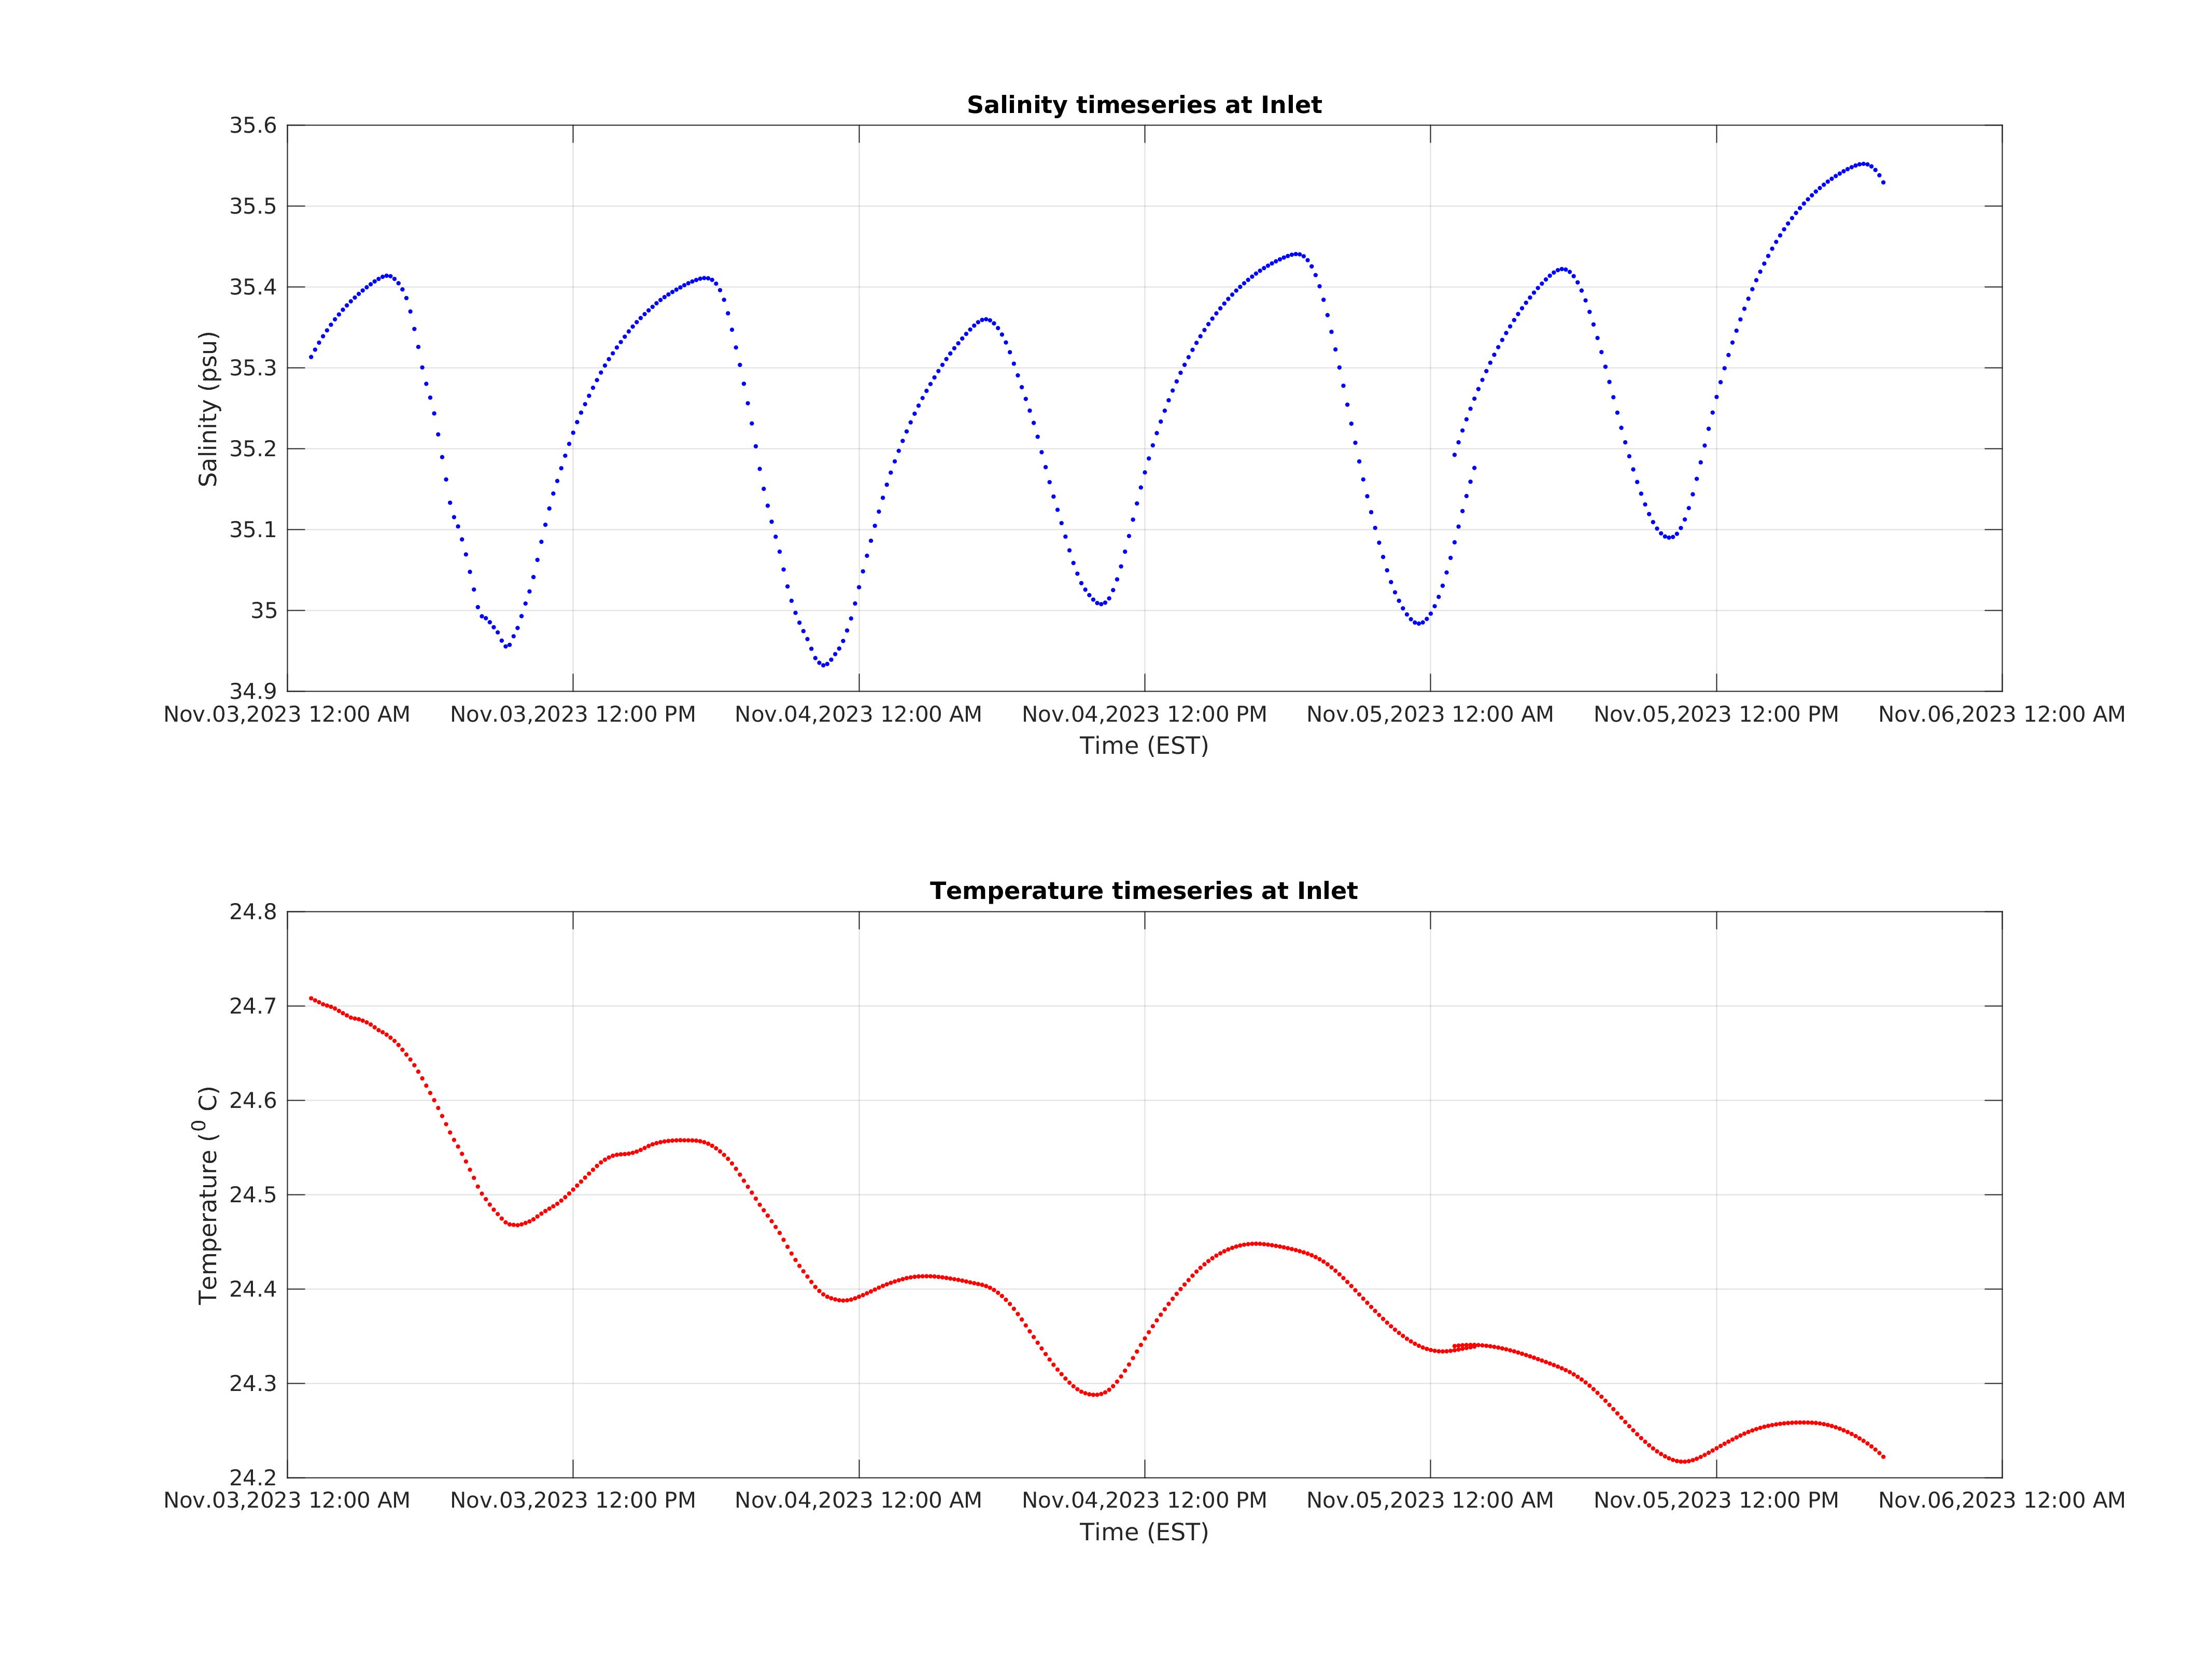 Salinity timeseries at Inlet
35.6
35.5
35.4
35.3
35.2
35.1
35
34.9
Salinity (psu)
Nov.03,2023 12:00 AM Nov.03,2023 12:00 PM Nov.04,2023 12:00 AM Nov.04,2023 12:00 PM Nov.05,2023 12:00 AM Nov.05,2023 12:00 PM Nov.06,2023 12:00 AM
Time (EST)
Temperature timeseries at Inlet
24.8
24.7
24.6
24.5
24.4
24.3
24.2
Temperature (⁰ C)
Nov.03,2023 12:00 AM Nov.03,2023 12:00 PM Nov.04,2023 12:00 AM Nov.04,2023 12:00 PM Nov.05,2023 12:00 AM Nov.05,2023 12:00 PM Nov.06,2023 12:00 AM
Time (EST)